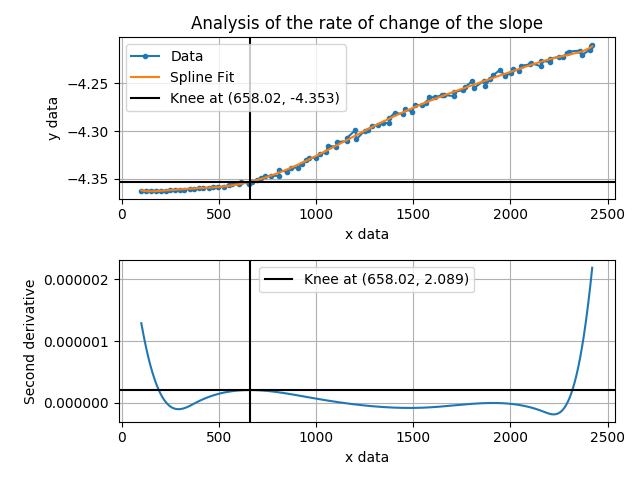 Analysis of the rate of change of the slope
Data
Spline Fit
Knee at (658.02, -4.353)
−4.25
−4.30
−4.35
y data
0
500
1000
1500
2000
2500
x data
Knee at (658.02, 2.089)
0.000002
0.000001
0.000000
Second derivative
0
500
1000
1500
2000
2500
x data